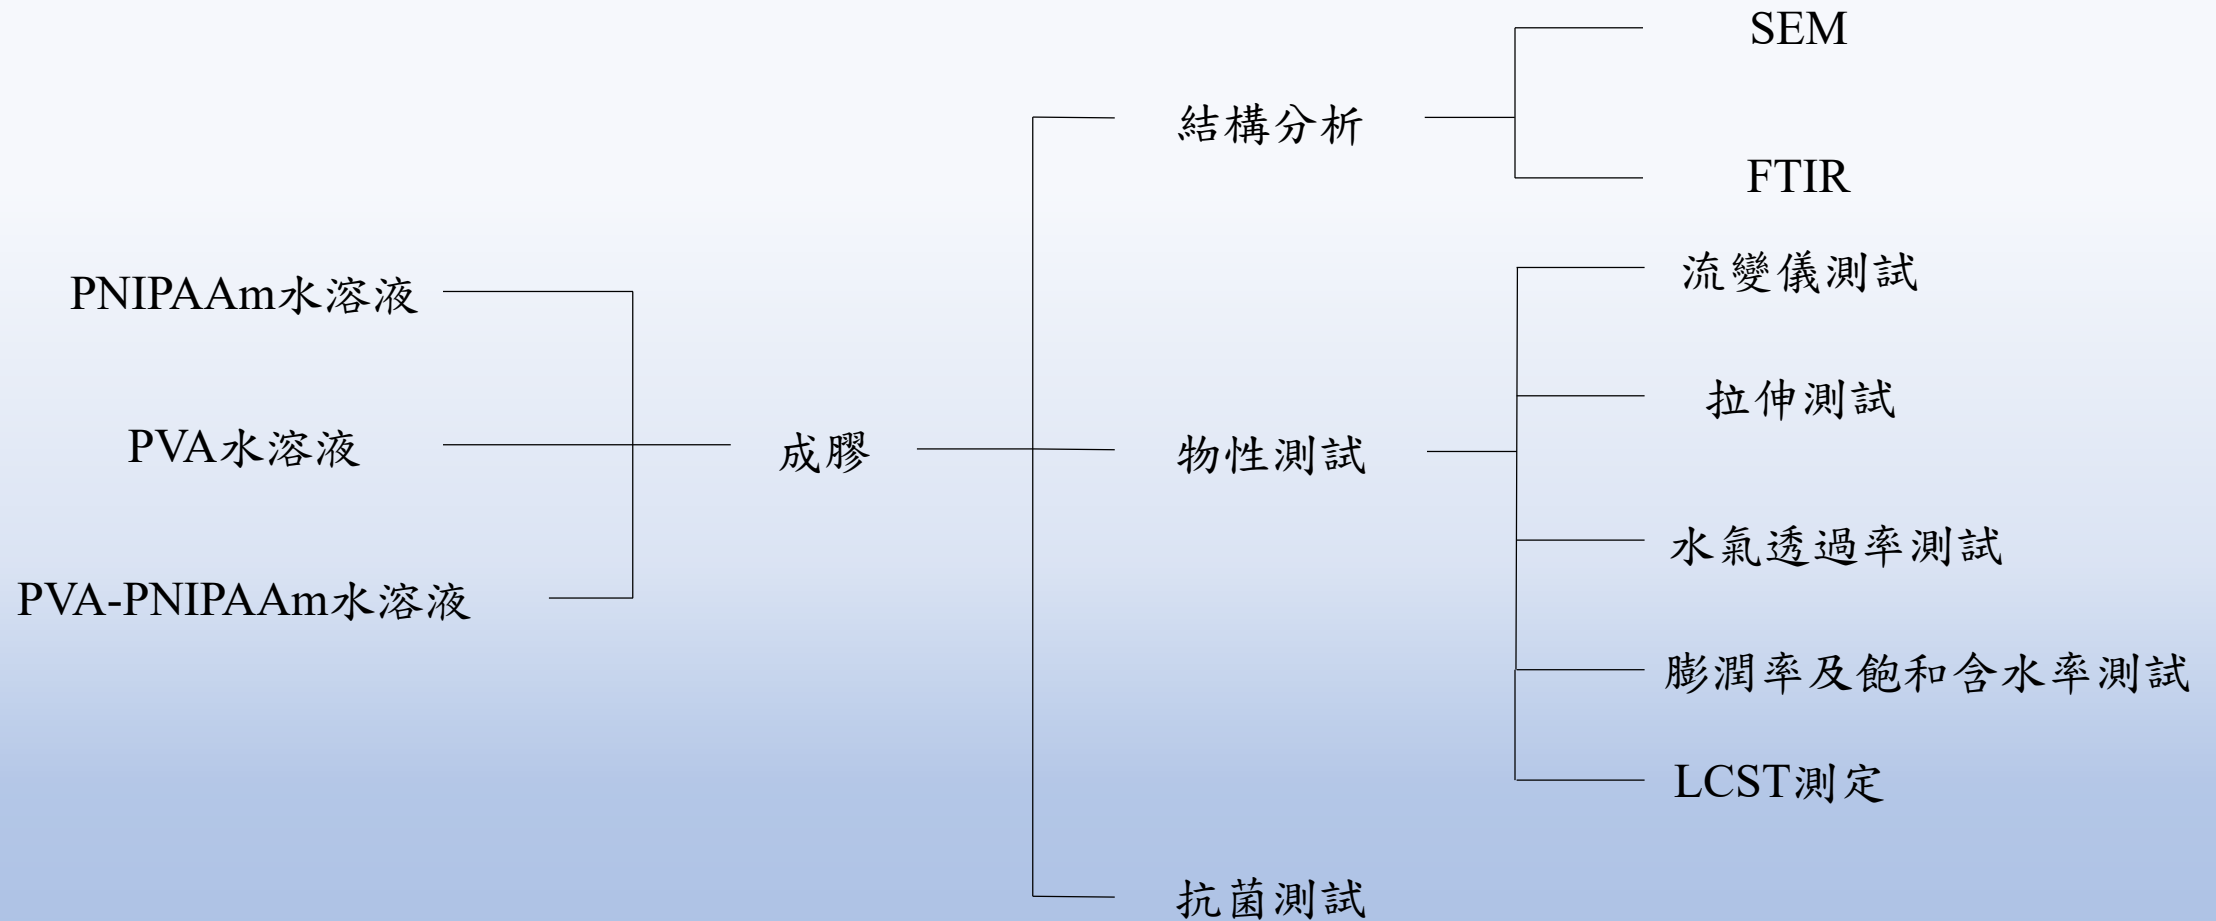 PNIPAAm水溶液
PVA水溶液
PVA-PNIPAAm水溶液
成膠
結構分析
物性測試
抗菌測試
SEM
FTIR
流變儀測試
拉伸測試
水氣透過率測試
膨潤率及飽和含水率測試
LCST測定